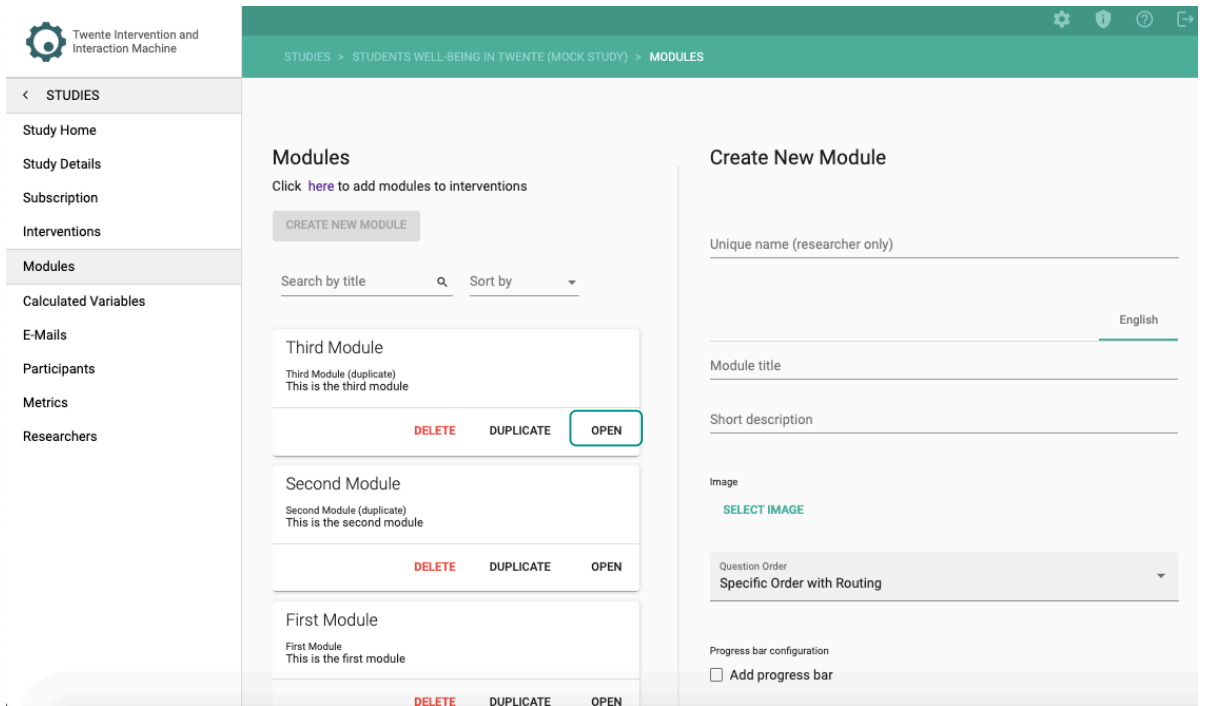 Twente Intervention and
Interaction Machine
STUDIES > STUDENTS WELL-BEING IN TWENTE (MOCK STUDY) > MODULES
< STUDIES
Study Home
Study Details
Subscription
Interventions
Modules
Calculated Variables
E-Mails
Participants
Metrics
Researchers
Modules
Click here to add modules to interventions
CREATE NEW MODULE
Search by title
Sort by
Third Module
Third Module (duplicate)
This is the third module
DELETE DUPLICATE OPEN
Second Module
Second Module (duplicate)
This is the second module
DELETE DUPLICATE OPEN
First Module
First Module
This is the first module
DELETE DUPLICATE OPEN
Create New Module
Unique name (researcher only)
English
Module title
Short description
Image
SELECT IMAGE
Question Order
Specific Order with Routing
Progress bar configuration
Add progress bar